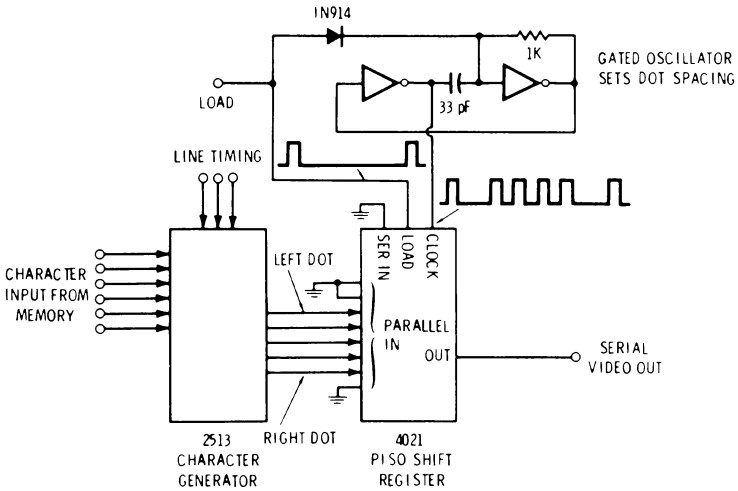 IN914
1K
GATED OSCILLATOR
SETS DOT SPACING
LOAD
33 pF
LINE TIMING
SER IN
LOAD
CLOCK
CHARACTER
INPUT FROM
MEMORY
LEFT DOT
PARALLEL
IN
OUT
SERIAL
VIDEO OUT
RIGHT DOT
2513
CHARACTER
GENERATOR
4021
PISO SHIFT
REGISTER